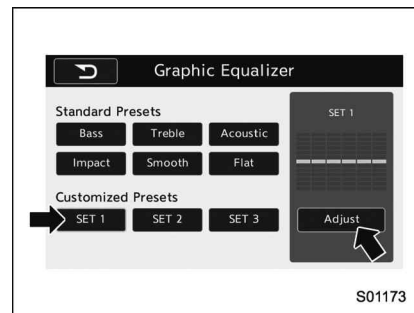 Graphic Equalizer
Standard Presets
SET 1
Bass Treble Acoustic
Impact Smooth Flat
Customized Presets
SET 1 SET 2 SET 3
Adjust
S01173